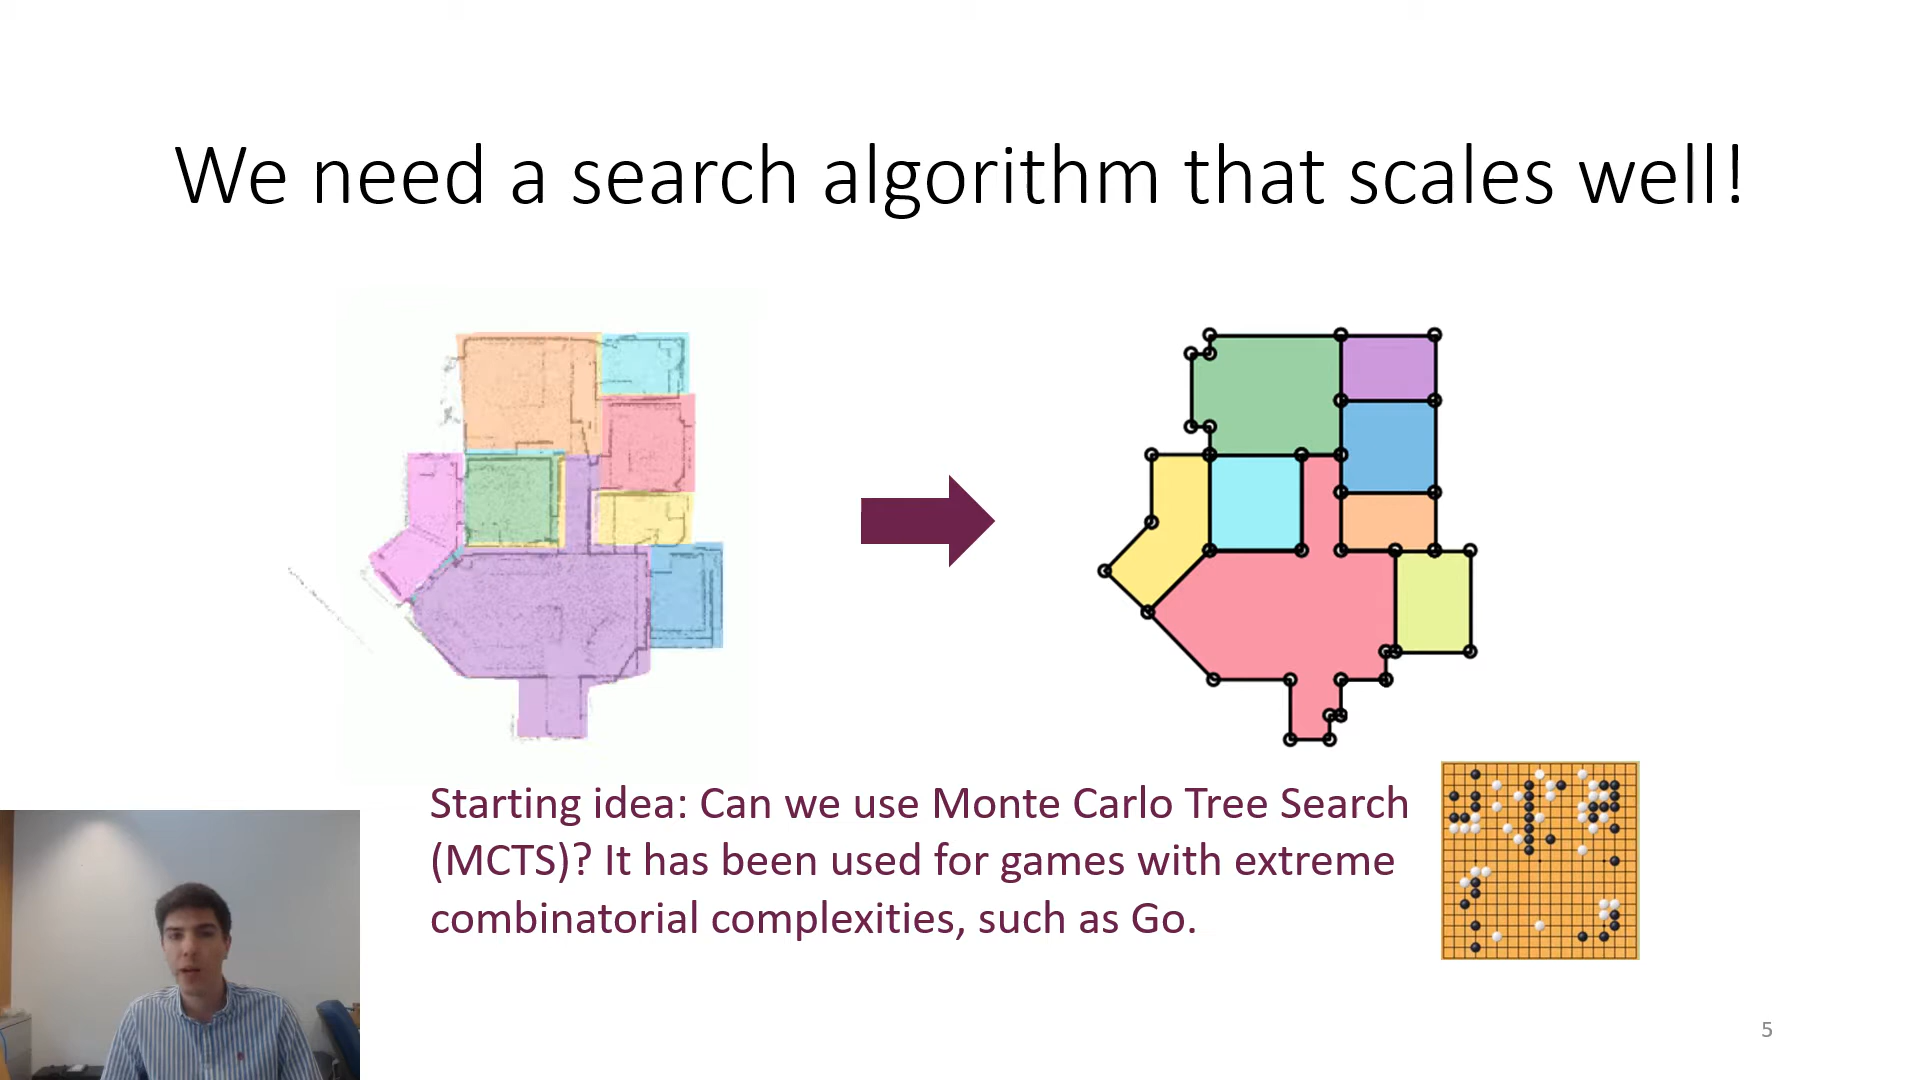 We need a search algorithm that scales well!
Starting idea: Can we use Monte Carlo Tree Search
(MCTS)? It has been used for games with extreme
combinatorial complexities, such as Go.
5